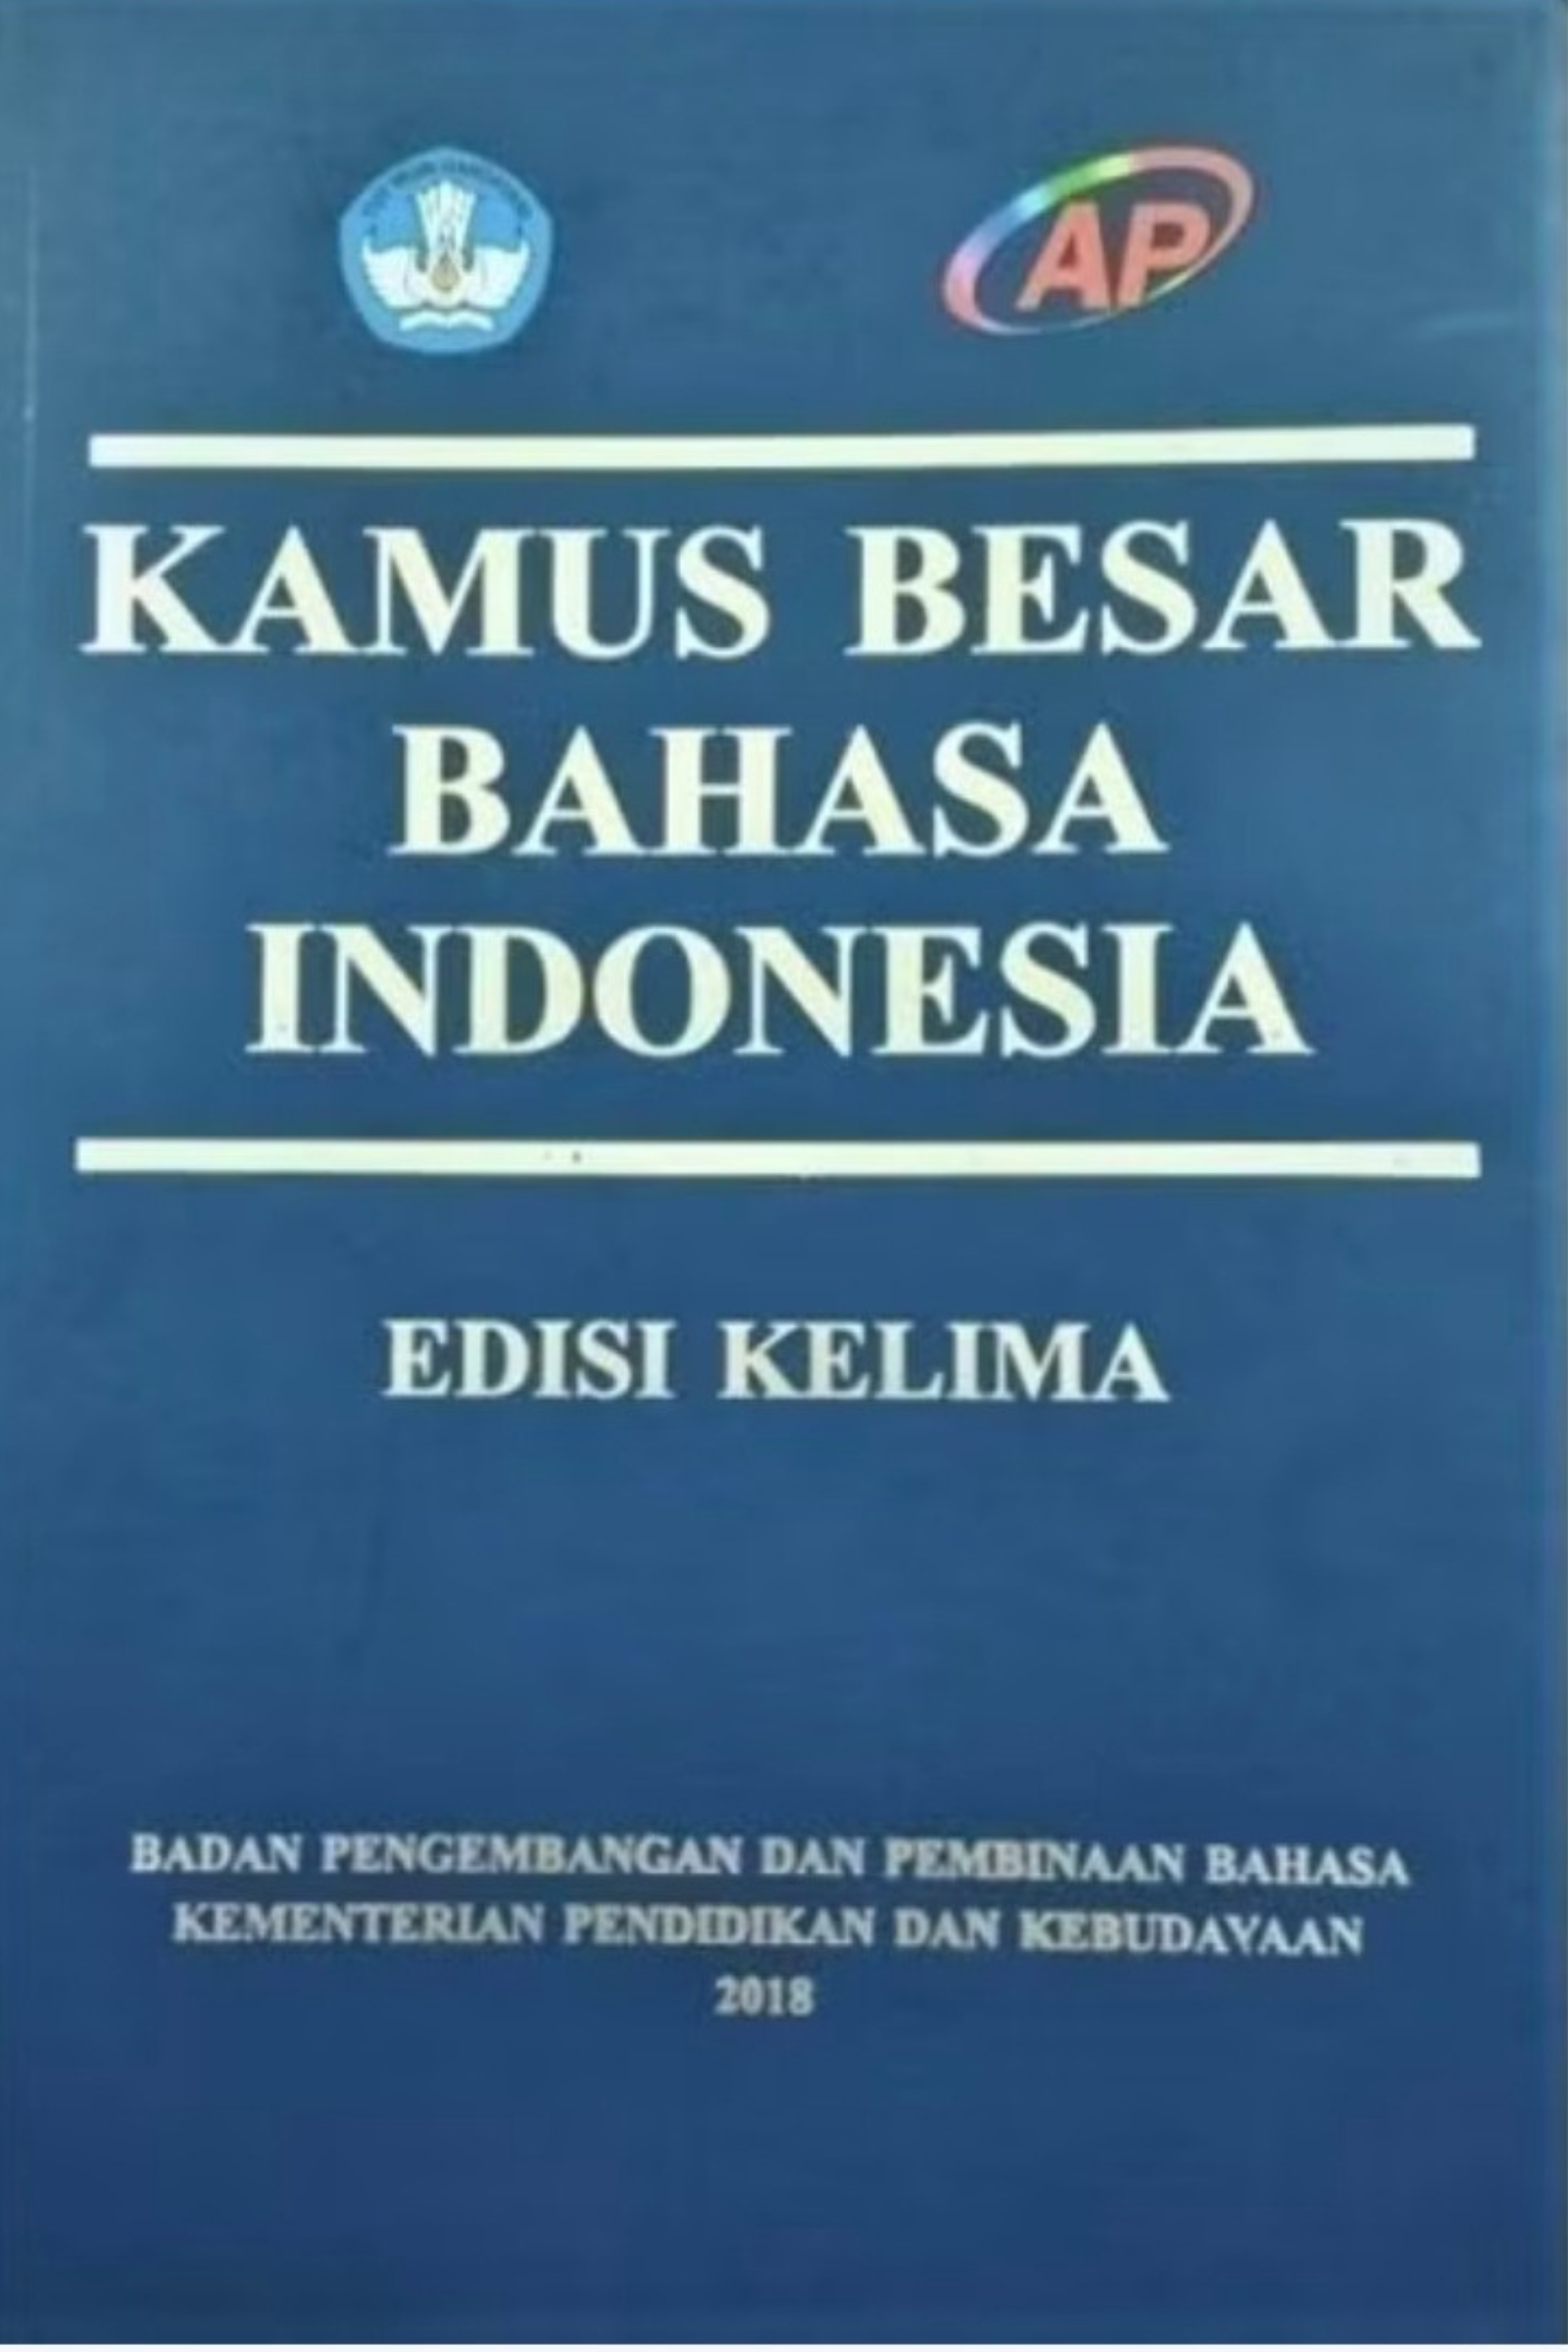 AP
KAMUS BESAR
BAHASA
INDONESIA
EDISI KELIMA
BADAN PENGEMBANGAN DAN PEMBINAAN BAHASA
KEMENTERIAN PENDIDIKAN DAN KEBUDAYAAN
2018